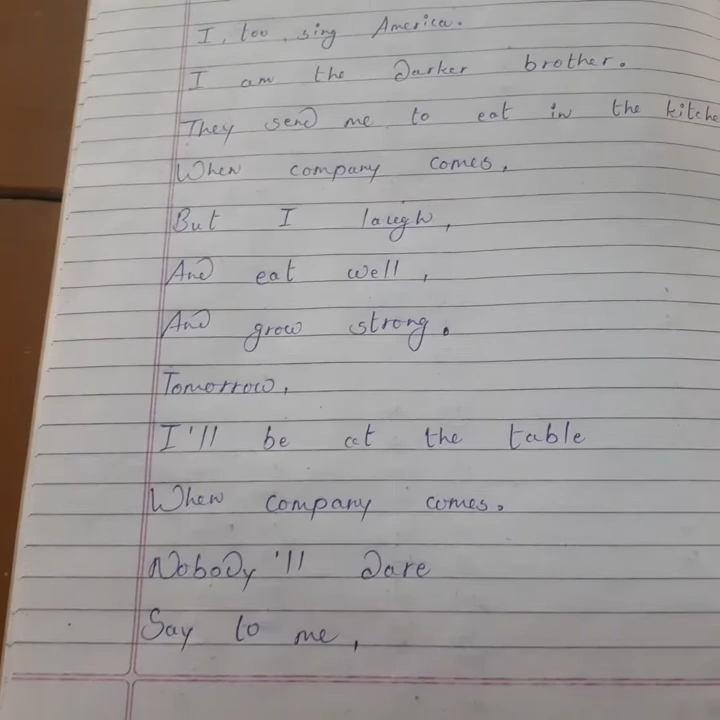 I, too, sing America.
I am the darker brother.
They send me to eat in the kitche
When company comes,
But I laugh,
And eat well,
And grow strong.
Tomorrow,
I'll be at the table
When company comes.
Nobody'll dare
Say to me,